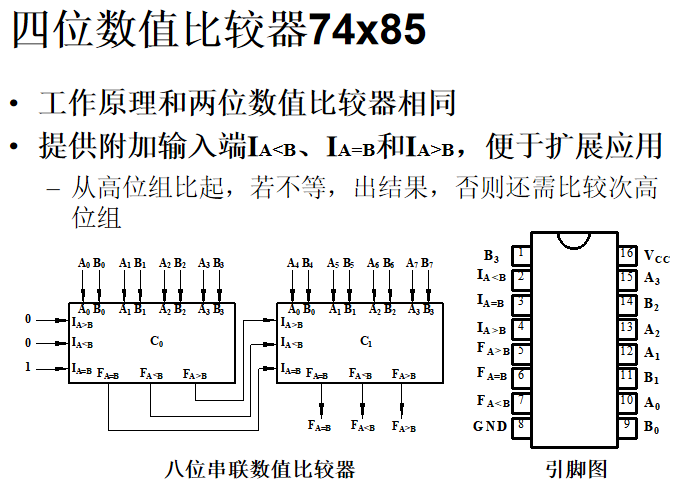 四位数值比较器74x85
• 工作原理和两位数值比较器相同
• 提供附加输入端IA<B、IA=B和IA>B，便于扩展应用
– 从高位组比起，若不等，出结果，否则还需比较次高
位组
A0 B0 A1 B1 A2 B2 A3 B3 A4 B4 A5 B5 A6 B6 A7 B7
A0 B0 A1 B1 A2 B2 A3 B3 A0 B0 A1 B1 A2 B2 A3 B3
0 IA>B IA>B
0 IA<B C0 IA<B C1
1 IA=B FA=B FA<B FA>B IA=B FA=B FA<B FA>B
FA=B FA<B FA>B
八位串联数值比较器
B3 1 16 VCC
IA<B 2 15 A3
IA=B 3 14 B2
IA>B 4 13 A2
FA>B 5 12 A1
FA=B 6 11 B1
FA<B 7 10 A0
GND 8 9 B0
引脚图